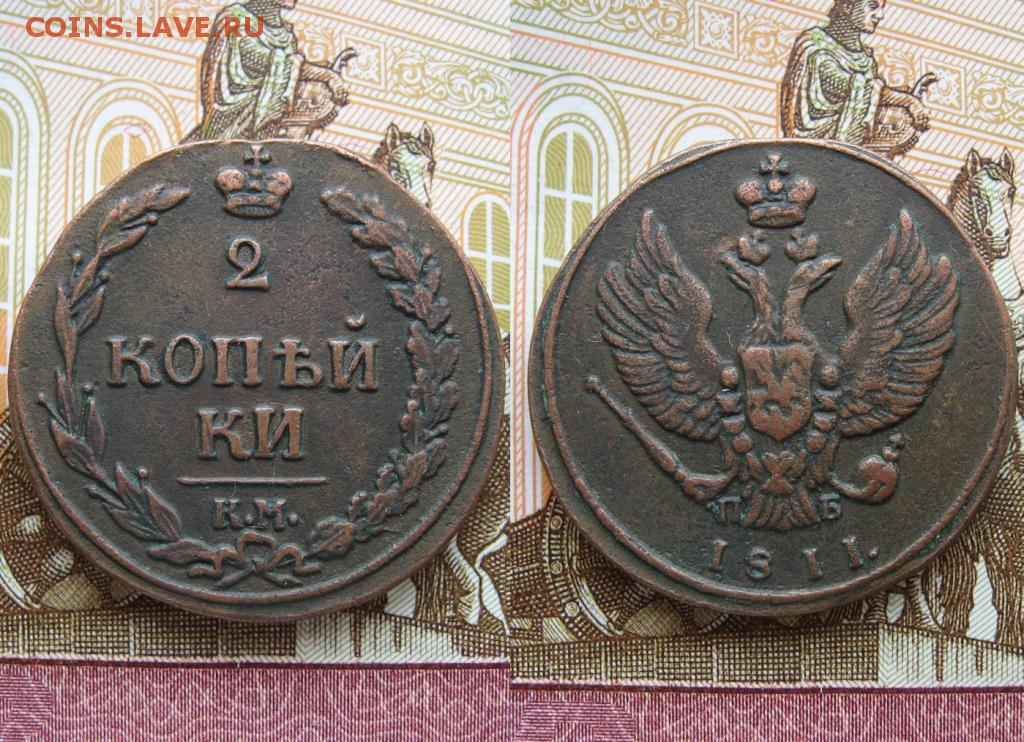 COINS.LAVE.RU
2
КОПѢЙ
КИ
К.М.
П Б
1811.